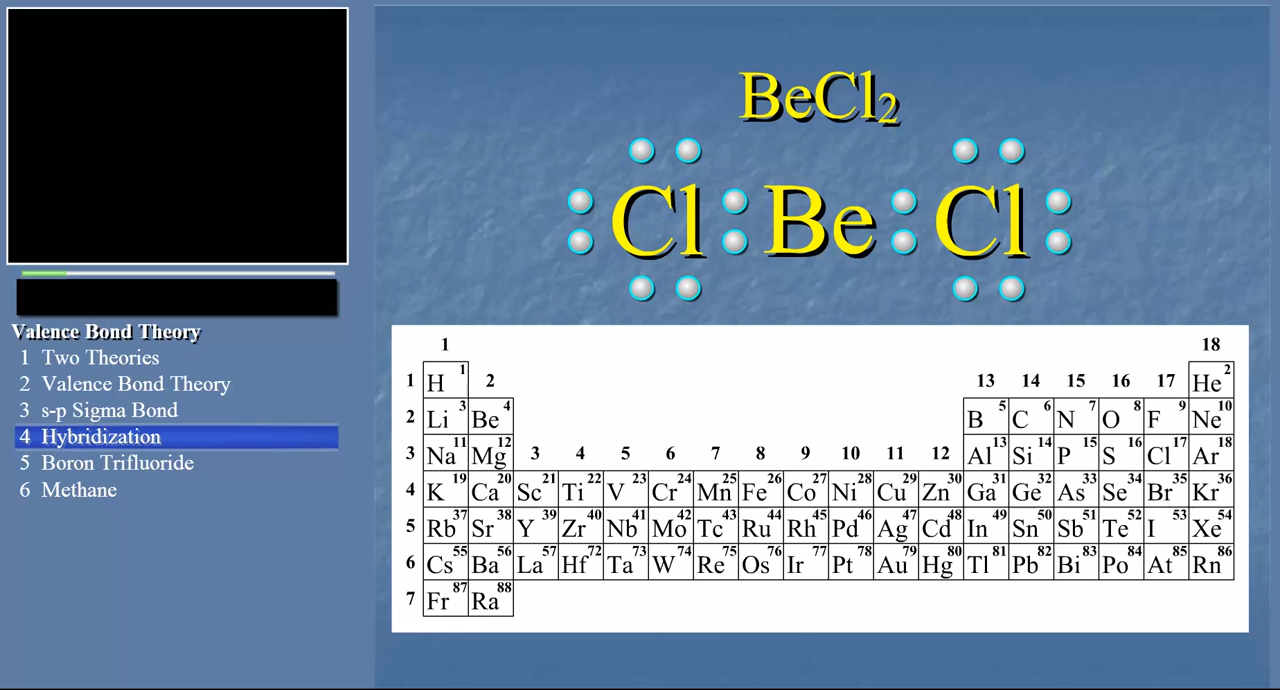 BeCl₂
Cl Be Cl
Valence Bond Theory
1 Two Theories
2 Valence Bond Theory
3 s-p Sigma Bond
4 Hybridization
5 Boron Trifluoride
6 Methane
1 18
1 H 1 2 13 14 15 16 17 He 2
2 Li 3 Be 4 B 5 C 6 N 7 O 8 F 9 Ne 10
3 Na 11 Mg 12 3 4 5 6 7 8 9 10 11 12 Al 13 Si 14 P 15 S 16 Cl 17 Ar 18
4 K 19 Ca 20 Sc 21 Ti 22 V 23 Cr 24 Mn 25 Fe 26 Co 27 Ni 28 Cu 29 Zn 30 Ga 31 Ge 32 As 33 Se 34 Br 35 Kr 36
5 Rb 37 Sr 38 Y 39 Zr 40 Nb 41 Mo 42 Tc 43 Ru 44 Rh 45 Pd 46 Ag 47 Cd 48 In 49 Sn 50 Sb 51 Te 52 I 53 Xe 54
6 Cs 55 Ba 56 La 57 Hf 72 Ta 73 W 74 Re 75 Os 76 Ir 77 Pt 78 Au 79 Hg 80 Tl 81 Pb 82 Bi 83 Po 84 At 85 Rn 86
7 Fr 87 Ra 88